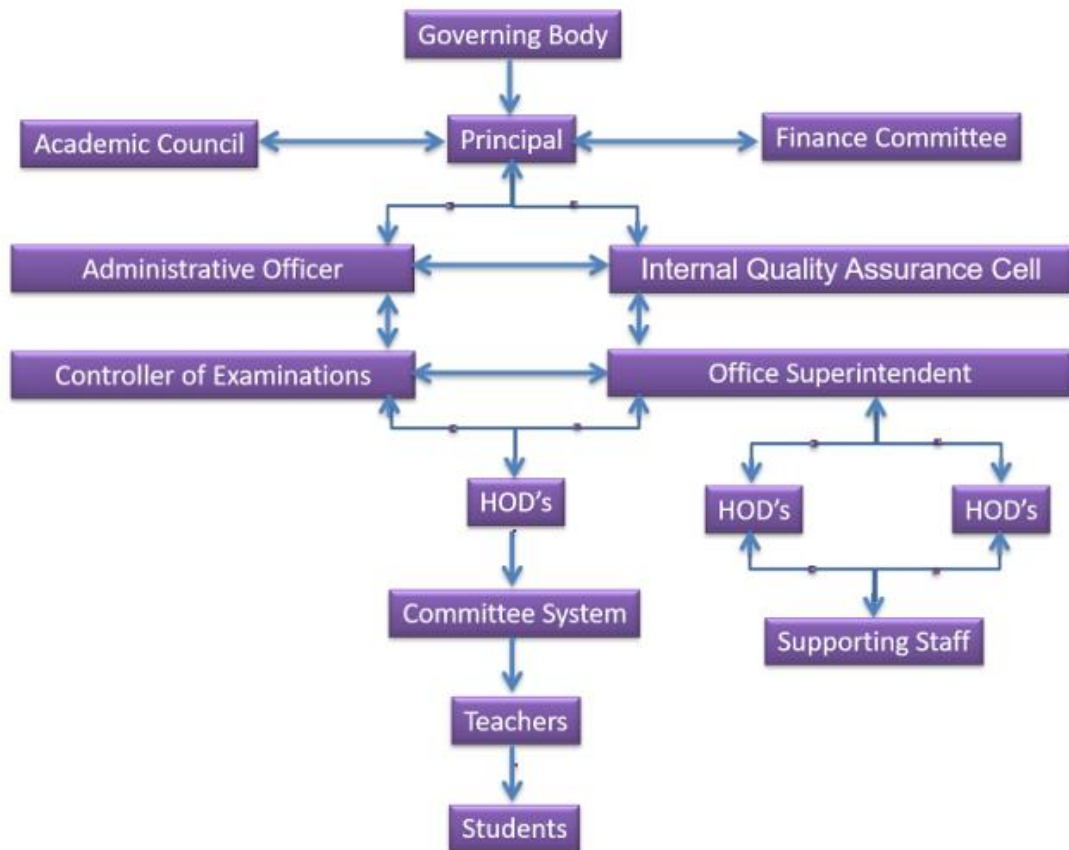 Governing Body
Academic Council
Principal
Finance Committee
Administrative Officer
Internal Quality Assurance Cell
Controller of Examinations
Office Superintendent
HOD’s
HOD’s
HOD’s
Committee System
Supporting Staff
Teachers
Students